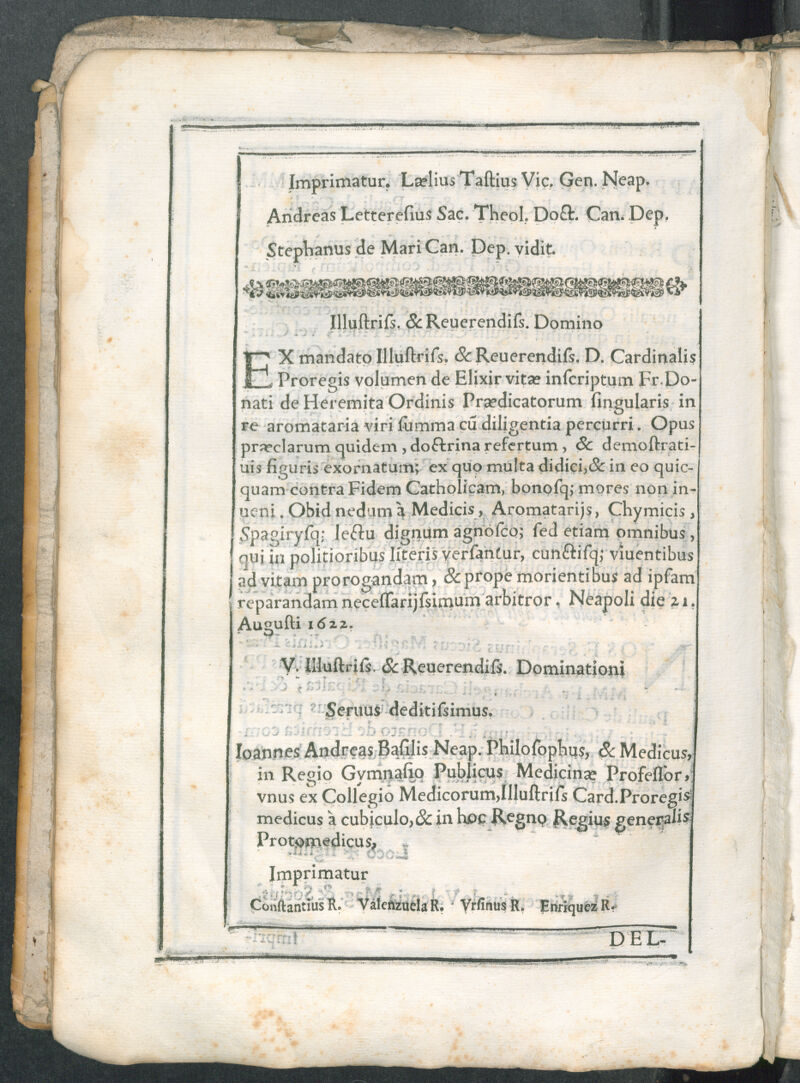 Imprimatur. Lælius Taſtius Vic. Gen. Neap.
Andreas Lettereſius Sac. Theol. Doct. Can. Dep.
Stephanus de Mari Can. Dep. vidit.
Illuſtriſs. & Reuerendiſs. Domino
EX mandato Illuſtriſs. & Reuerendiſs. D. Cardinalis
Proregis volumen de Elixir vitæ inſcriptum Fr. Do-
nati de Heremita Ordinis Prædicatorum ſingularis in
re aromataria viri ſumma cū diligentia percurri. Opus
præclarum quidem, doctrina refertum, & demoſtrati-
uis figuris exornatum; ex quo multa didici, & in eo quic-
quam contra Fidem Catholicam, bonoſq; mores non in-
ueni. Obid nedum à Medicis, Aromatarijs, Chymicis,
Spagiryſq; lectu dignum agnoſco; ſed etiam omnibus,
qui in politioribus literis verſantur, cunctiſq; viuentibus
ad vitam prorogandam, & prope morientibus ad ipſam
reparandam neceſſarijſsimum arbitror. Neapoli die 21.
Auguſti 1622.
V. Illuſtriſs. & Reuerendiſs. Dominationi
Seruus deditiſsimus.
Ioannes Andreas Baſilis Neap. Philoſophus, & Medicus,
in Regio Gymnaſio Publicus Medicinæ Profeſſor,
vnus ex Collegio Medicorum, Illuſtriſs Card. Proregis
medicus à cubiculo, & in hoc Regno Regius generalis
Protomedicus,
Imprimatur
Conſtantius R. Valenzuela R. Vrſinus R. Enriquez R.
DEL-